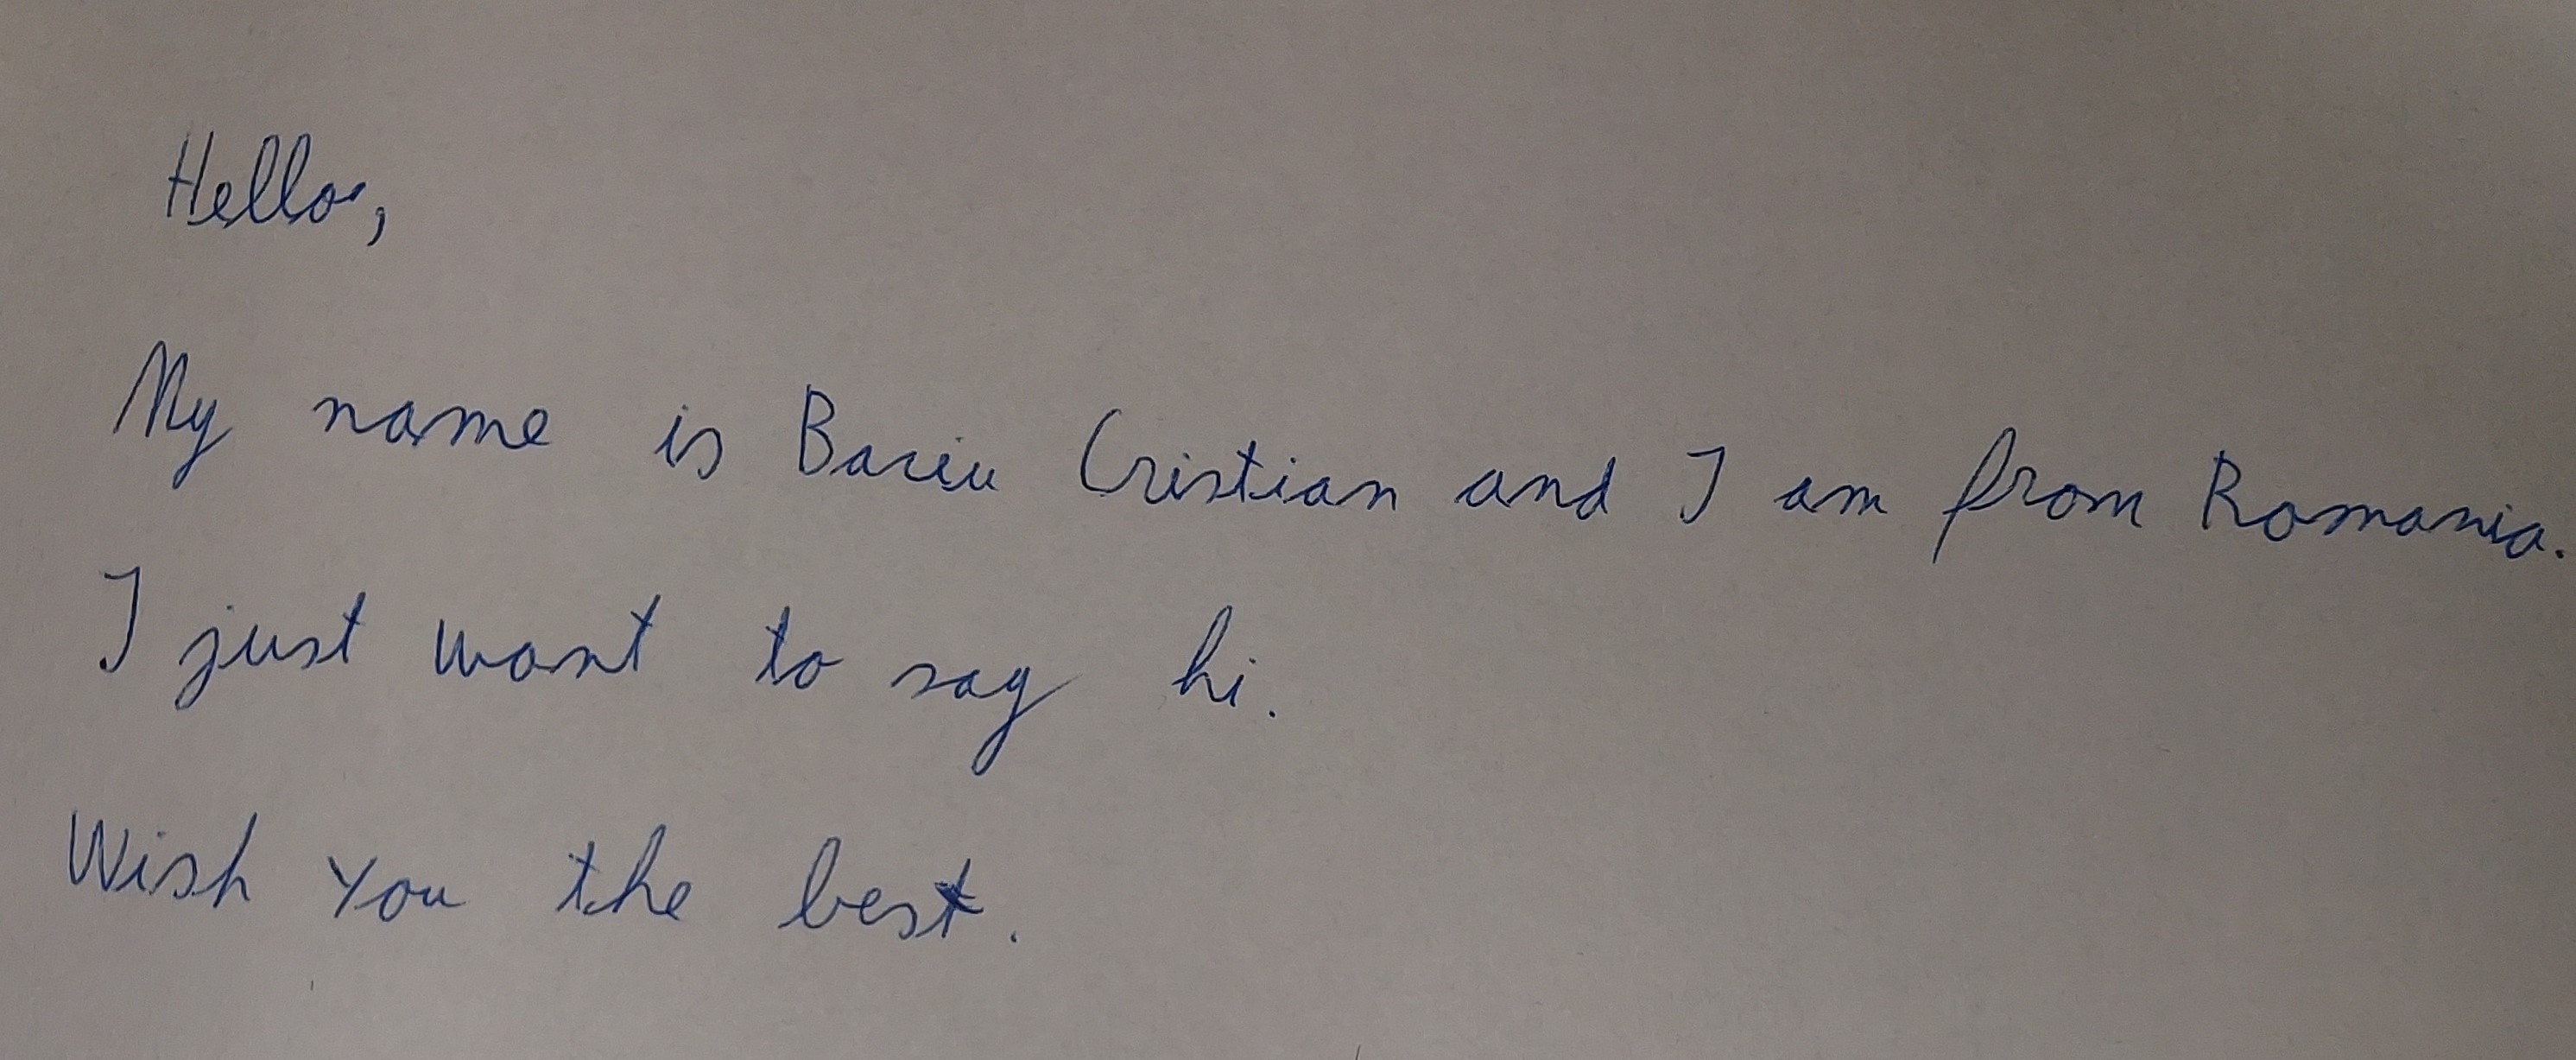 Hello,
My name is Baciu Cristian and I am from Romania.
I just want to say hi.
Wish You the best.